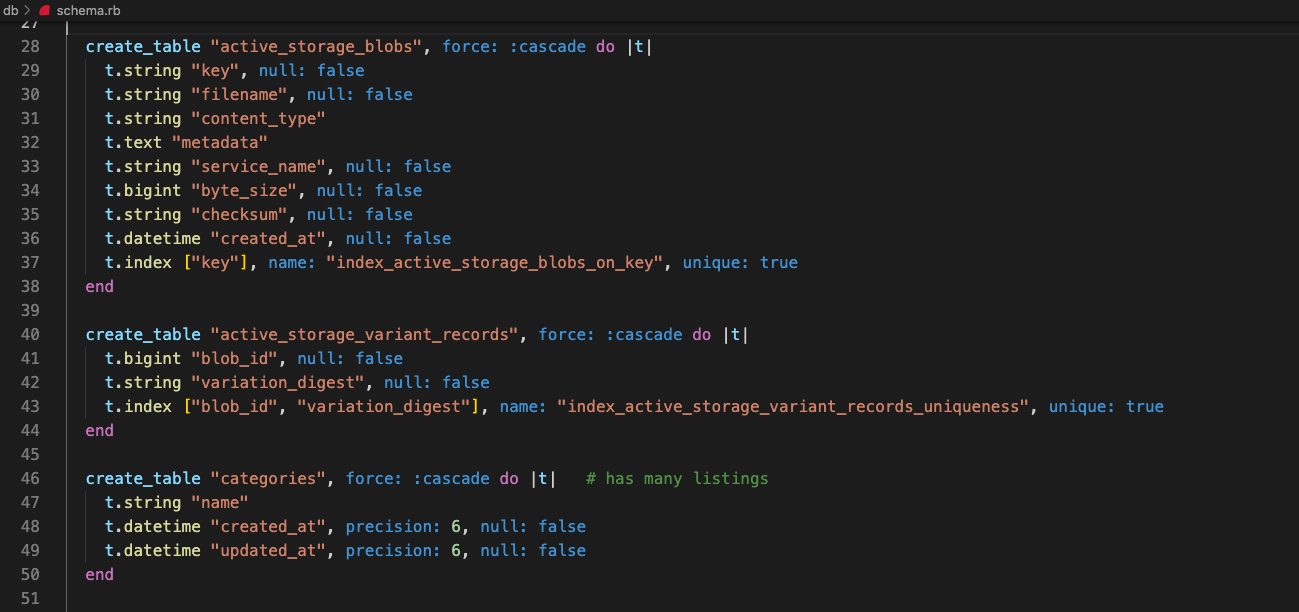 db > schema.rb
27
28 create_table "active_storage_blobs", force: :cascade do |t|
29 t.string "key", null: false
30 t.string "filename", null: false
31 t.string "content_type"
32 t.text "metadata"
33 t.string "service_name", null: false
34 t.bigint "byte_size", null: false
35 t.string "checksum", null: false
36 t.datetime "created_at", null: false
37 t.index ["key"], name: "index_active_storage_blobs_on_key", unique: true
38 end
39
40 create_table "active_storage_variant_records", force: :cascade do |t|
41 t.bigint "blob_id", null: false
42 t.string "variation_digest", null: false
43 t.index ["blob_id", "variation_digest"], name: "index_active_storage_variant_records_uniqueness", unique: true
44 end
45
46 create_table "categories", force: :cascade do |t| # has many listings
47 t.string "name"
48 t.datetime "created_at", precision: 6, null: false
49 t.datetime "updated_at", precision: 6, null: false
50 end
51